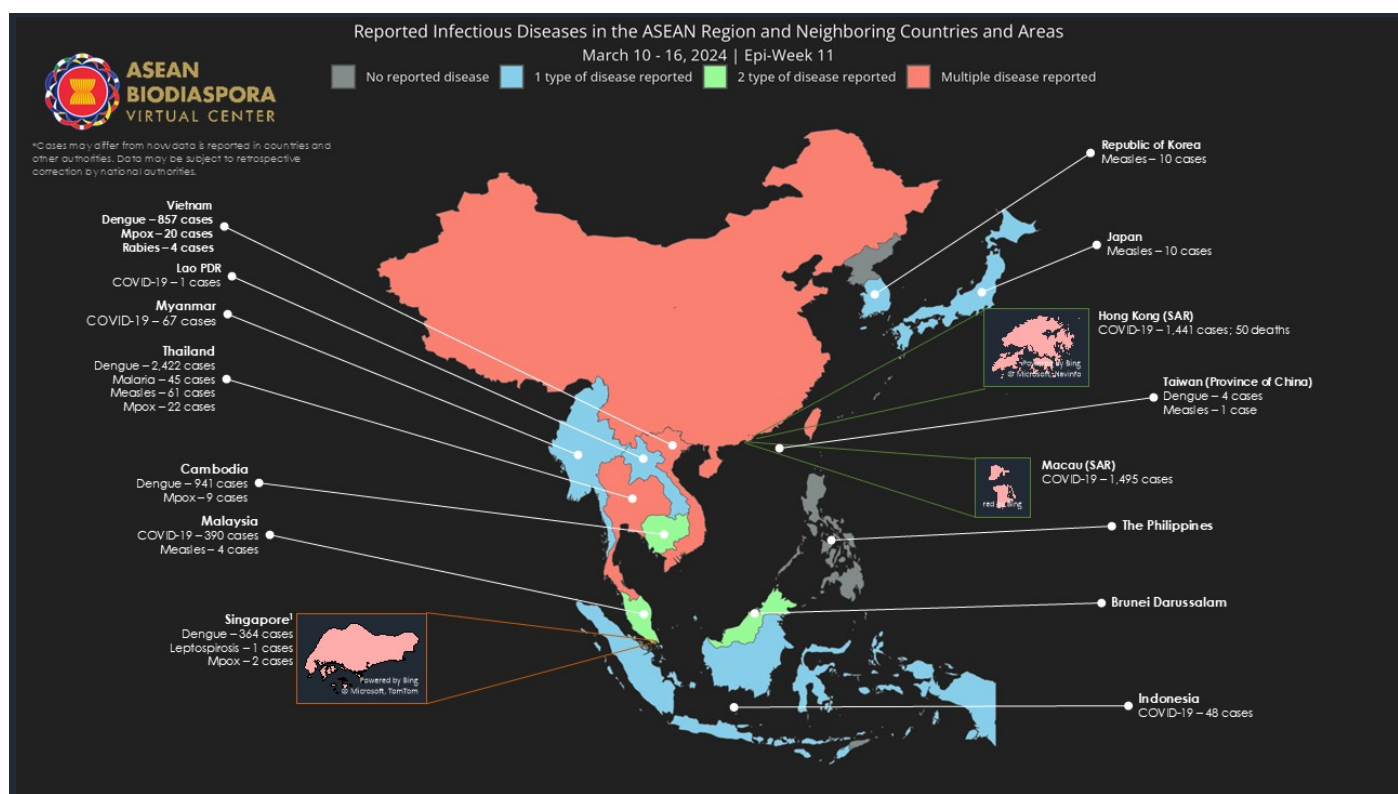 Reported Infectious Diseases in the ASEAN Region and Neighboring Countries and Areas
March 10 - 16, 2024 | Epi-Week 11
No reported disease
1 type of disease reported
2 type of disease reported
Multiple disease reported
ASEAN
BIODIASPORA
VIRTUAL CENTER
*Cases may differ from how data is reported in countries and
other authorities. Data may be subject to retrospective
correction by national authorities.
Vietnam
Dengue – 857 cases
Mpox – 20 cases
Rabies – 4 cases
Lao PDR
COVID-19 – 1 cases
Myanmar
COVID-19 – 67 cases
Thailand
Dengue – 2,422 cases
Malaria – 45 cases
Measles – 61 cases
Mpox – 22 cases
Cambodia
Dengue – 941 cases
Mpox – 9 cases
Malaysia
COVID-19 – 390 cases
Measles – 4 cases
Singapore¹
Dengue – 364 cases
Leptospirosis – 1 cases
Mpox – 2 cases
Powered by Bing
© Microsoft, TomTom
Republic of Korea
Measles – 10 cases
Japan
Measles – 10 cases
Hong Kong (SAR)
COVID-19 – 1,441 cases; 50 deaths
Powered by Bing
© Microsoft,
Taiwan (Province of China)
Dengue – 4 cases
Measles – 1 case
Macau (SAR)
COVID-19 – 1,495 cases
red by Bing
The Philippines
Brunei Darussalam
Indonesia
COVID-19 – 48 cases